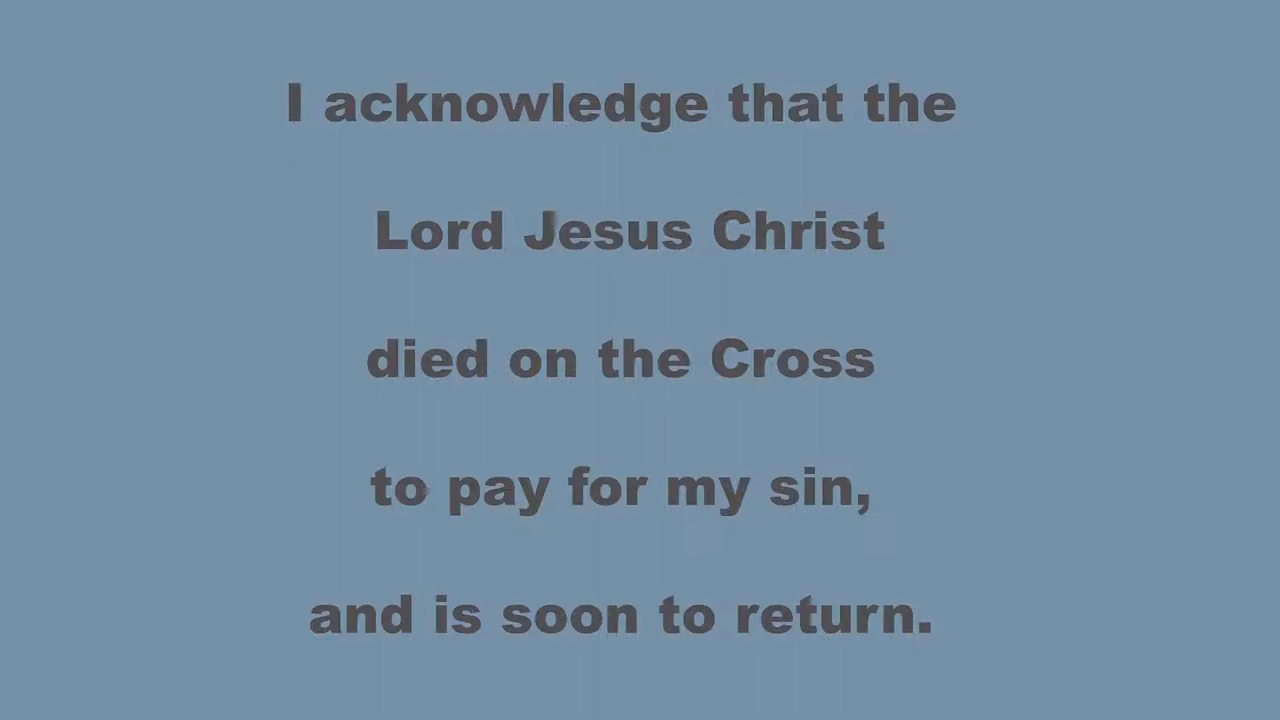 I acknowledge that the
Lord Jesus Christ
died on the Cross
to pay for my sin,
and is soon to return.